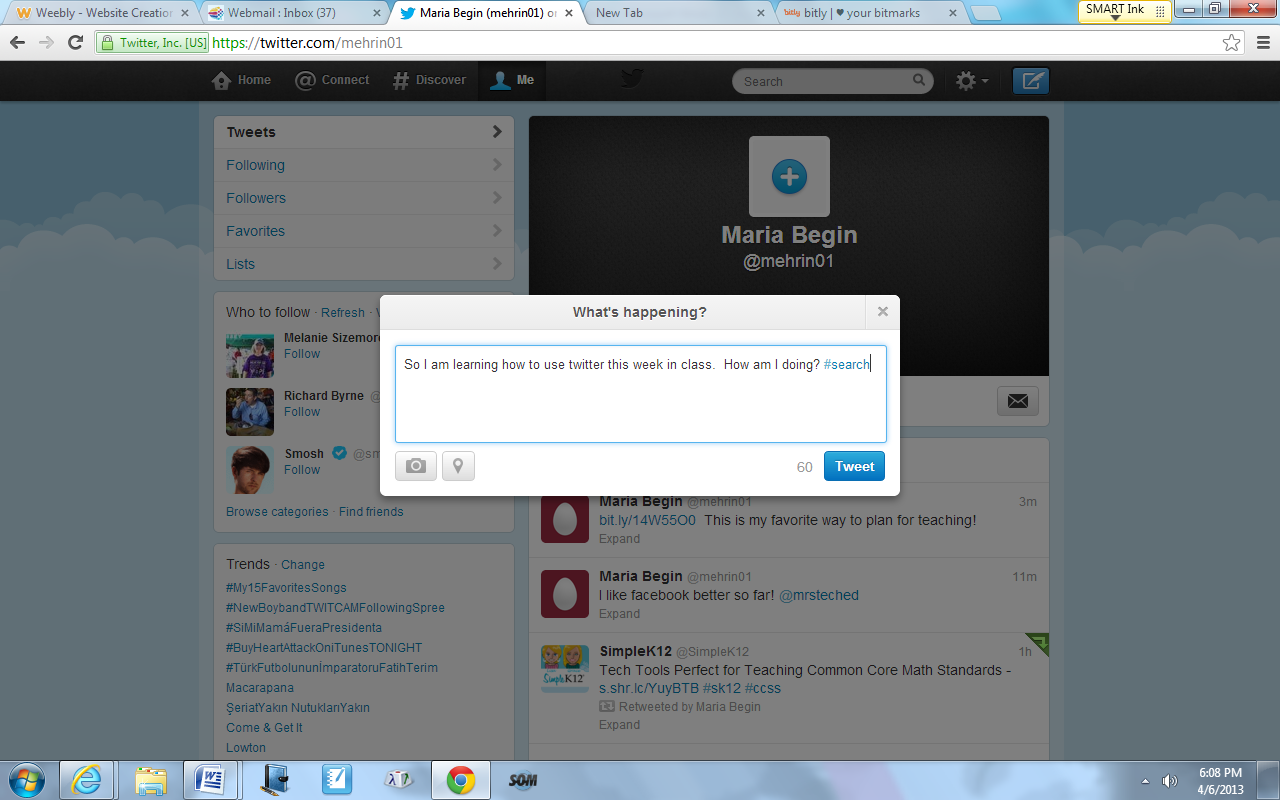 Weebly - Website Creation
Webmail : Inbox (37)
Maria Begin (mehrin01) on
New Tab
bitly | ♥ your bitmarks
SMART Ink
Twitter, Inc. [US]
https://twitter.com/mehrin01
Home
Connect
Discover
Me
Search
Tweets
Following
Followers
Favorites
Lists
Maria Begin
@mehrin01
Who to follow · Refresh ·
Melanie Sizemore
Follow
Richard Byrne @
Follow
Smosh @sm
Follow
Browse categories · Find friends
What's happening?
So I am learning how to use twitter this week in class.  How am I doing? #search
60
Tweet
Trends · Change
#My15FavoritesSongs
#NewBoybandTWITCAMFollowingSpree
#SiMiMamáFueraPresidenta
#BuyHeartAttackOniTunesTONIGHT
#TürkFutbolununİmparatoruFatihTerim
Macarapana
ŞeriatYakın NutuklarıYakın
Come & Get It
Lowton
Maria Begin @mehrin01 3m
bit.ly/14W55O0  This is my favorite way to plan for teaching!
Expand
Maria Begin @mehrin01 11m
I like facebook better so far! @mrsteched
Expand
SimpleK12 @SimpleK12 1h
Tech Tools Perfect for Teaching Common Core Math Standards -
s.shr.lc/YuyBTB #sk12 #ccss
Retweeted by Maria Begin
Expand
Simple K12
SOM
6:08 PM
4/6/2013